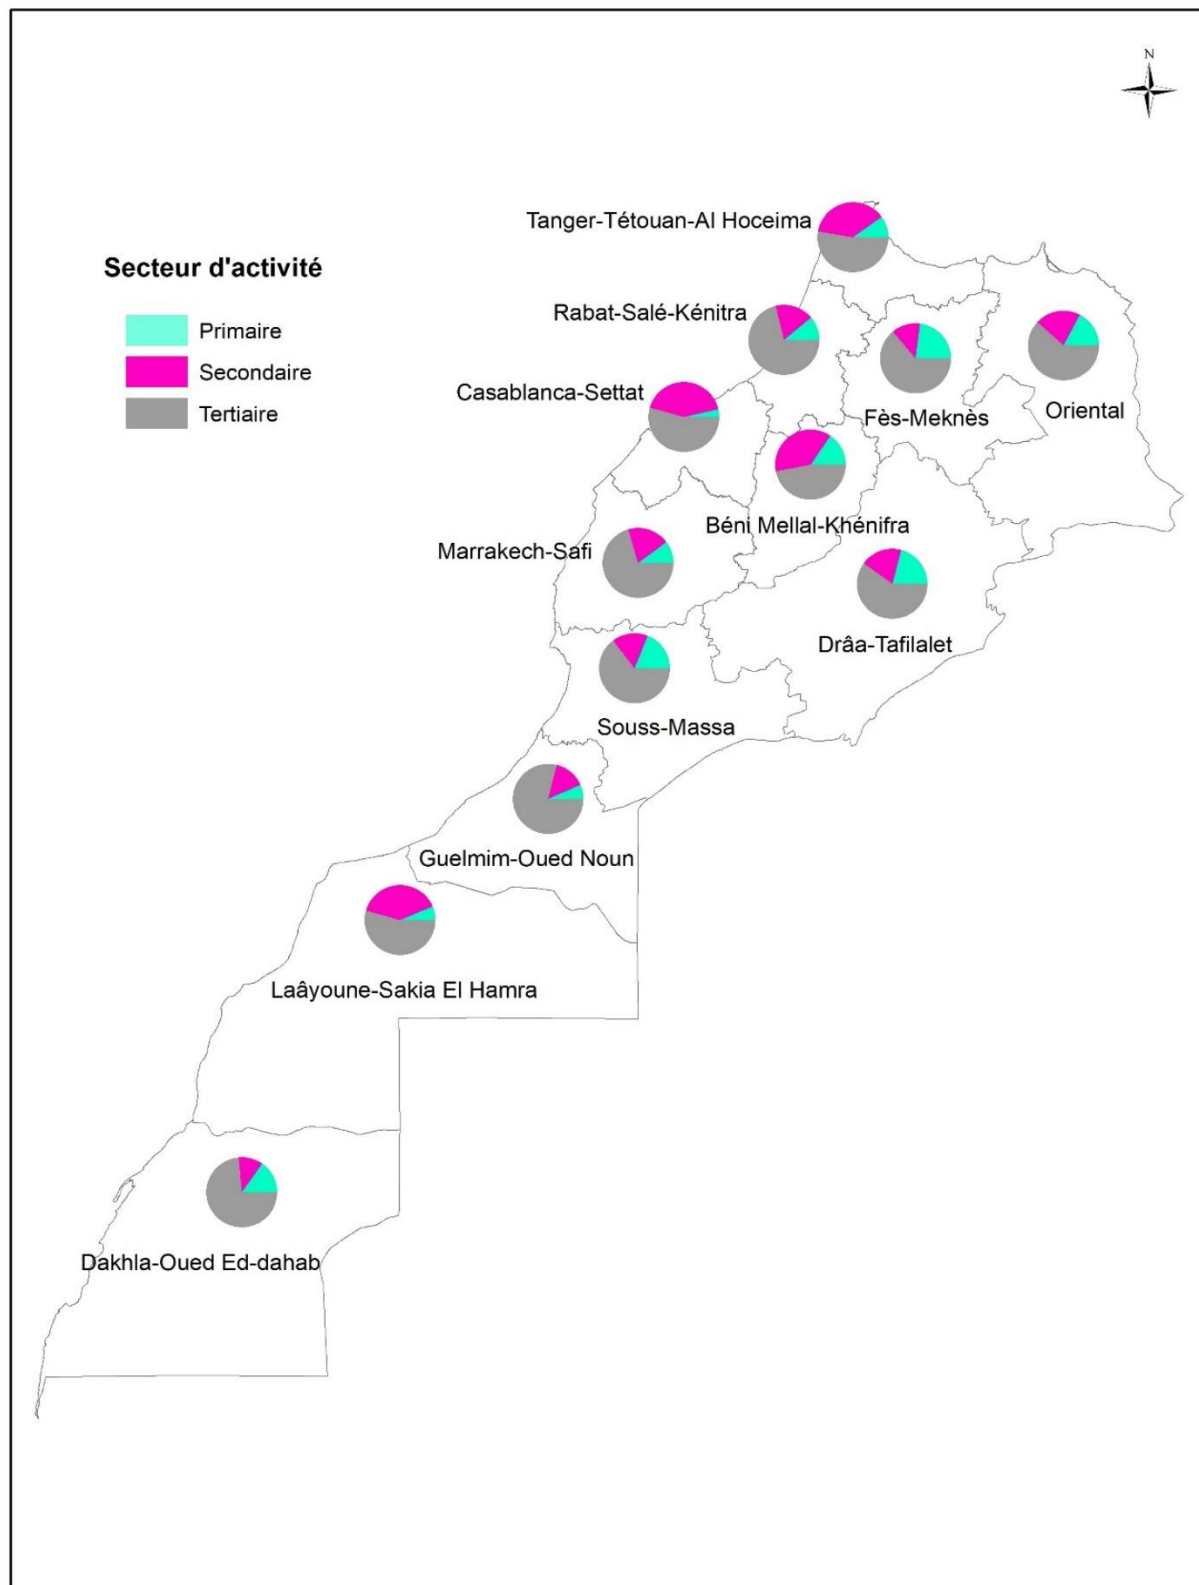 N
Tanger-Tétouan-Al Hoceima
Secteur d'activité
Primaire
Secondaire
Tertiaire
Rabat-Salé-Kénitra
Casablanca-Settat
Fès-Meknès
Oriental
Béni Mellal-Khénifra
Marrakech-Safi
Drâa-Tafilalet
Souss-Massa
Guelmim-Oued Noun
Laâyoune-Sakia El Hamra
Dakhla-Oued Ed-dahab